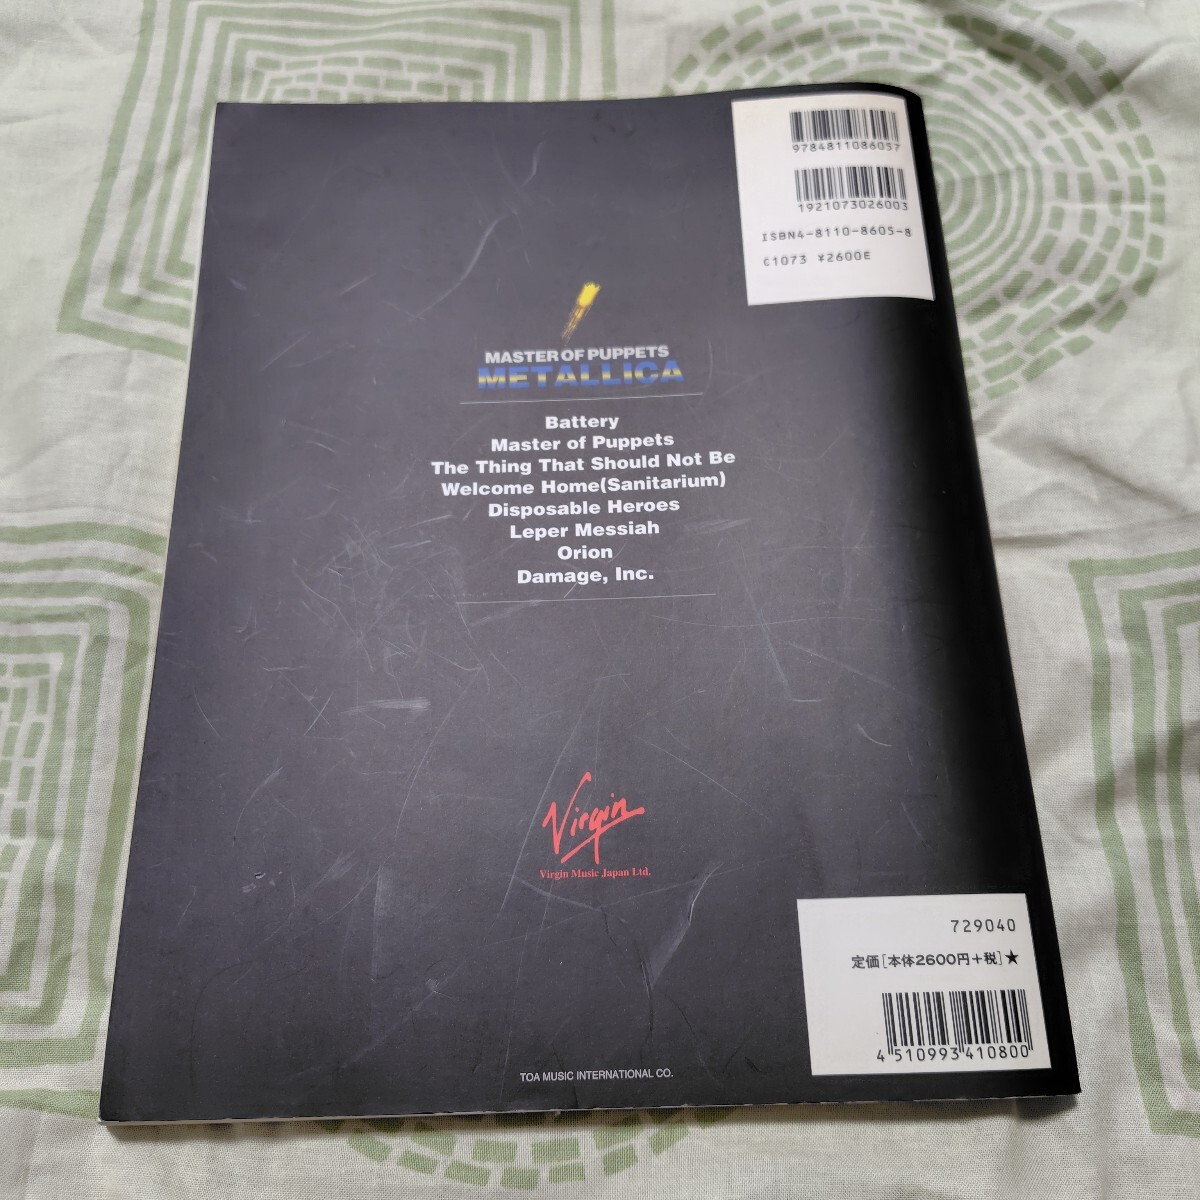 9784811086057
1921073026003
ISBN4-8110-8605-8
C1073 ¥2600E
MASTER OF PUPPETS
METALLICA
Battery
Master of Puppets
The Thing That Should Not Be
Welcome Home(Sanitarium)
Disposable Heroes
Leper Messiah
Orion
Damage, Inc.
Virgin
Virgin Music Japan Ltd.
729040
定価[本体2600円+税]★
4510993410800
TOA MUSIC INTERNATIONAL CO.